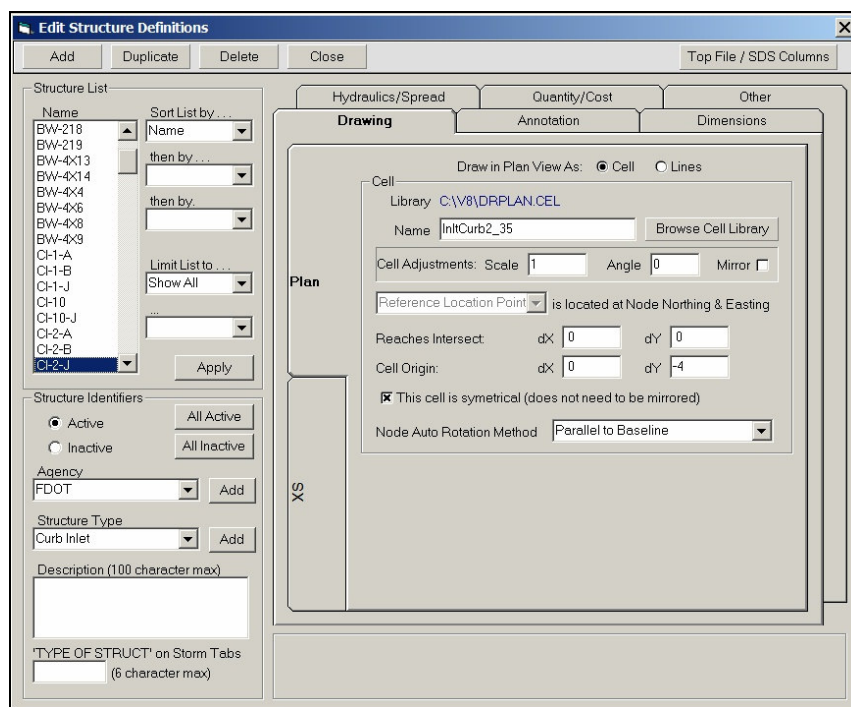 Edit Structure Definitions
Add Duplicate Delete Close Top File / SDS Columns
Structure List
Name
BW-218
BW-219
BW-4X13
BW-4X14
BW-4X4
BW-4X6
BW-4X8
BW-4X9
CI-1-A
CI-1-B
CI-1-J
CI-10
CI-10-J
CI-2-A
CI-2-B
CI-2-J
Sort List by . . .
Name
then by . . .
then by.
Limit List to . . .
Show All
...
Apply
Structure Identifiers
Active
Inactive
All Active
All Inactive
Agency
FDOT Add
Structure Type
Curb Inlet Add
Description (100 character max)
'TYPE OF STRUCT' on Storm Tabs
(6 character max)
Hydraulics/Spread Quantity/Cost Other
Drawing Annotation Dimensions
Plan
XS
Draw in Plan View As: Cell Lines
Cell
Library C:\V8\DRPLAN.CEL
Name InltCurb2_35 Browse Cell Library
Cell Adjustments: Scale 1 Angle 0 Mirror
Reference Location Point is located at Node Northing & Easting
Reaches Intersect: dX 0 dY 0
Cell Origin: dX 0 dY -4
This cell is symetrical (does not need to be mirrored)
Node Auto Rotation Method Parallel to Baseline